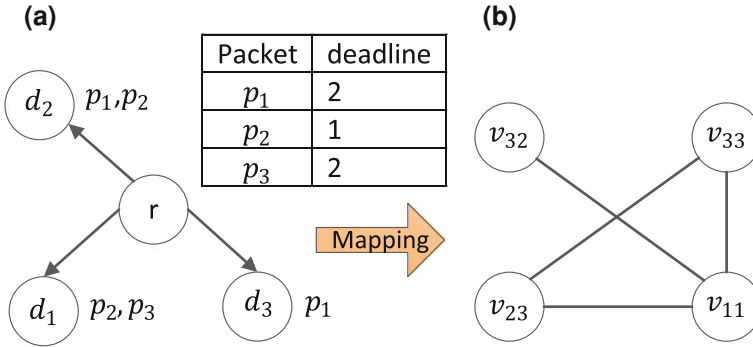 (a)
(b)
Packet deadline
p₁ 2
p₂ 1
p₃ 2
d₂ p₁,p₂
r
d₁ p₂,p₃
d₃ p₁
Mapping
v₃₂
v₃₃
v₂₃
v₁₁